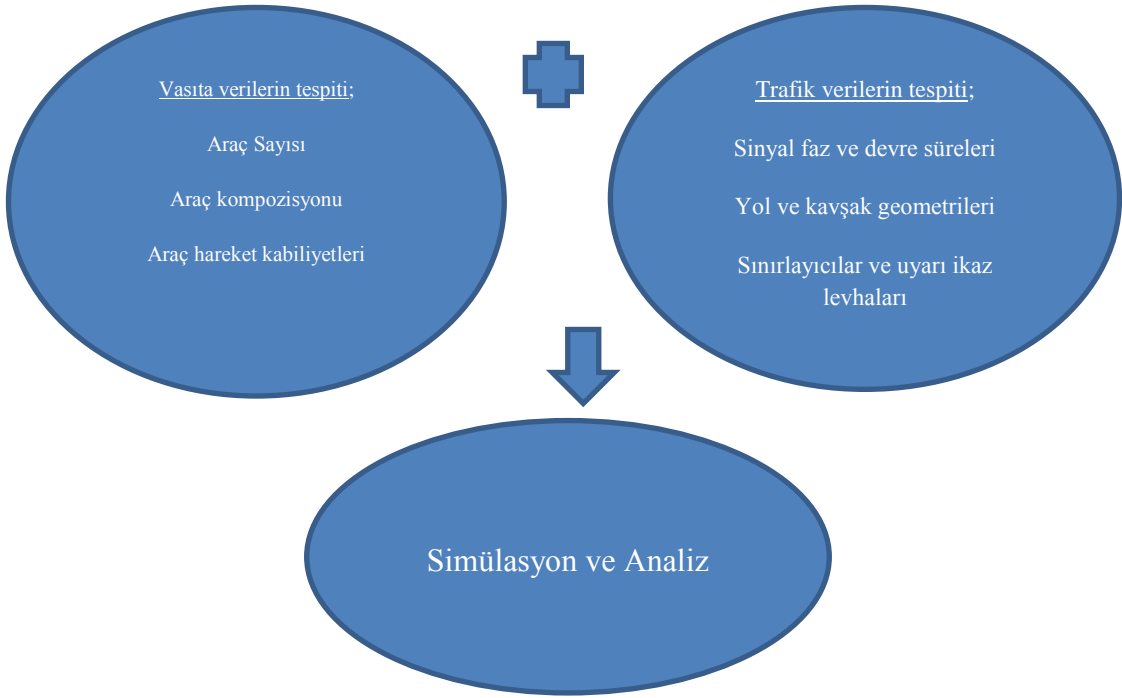 Vasıta verilerin tespiti;
Araç Sayısı
Araç kompozisyonu
Araç hareket kabiliyetleri
Trafik verilerin tespiti;
Sinyal faz ve devre süreleri
Yol ve kavşak geometrileri
Sınırlayıcılar ve uyarı ikaz
levhaları
Simülasyon ve Analiz